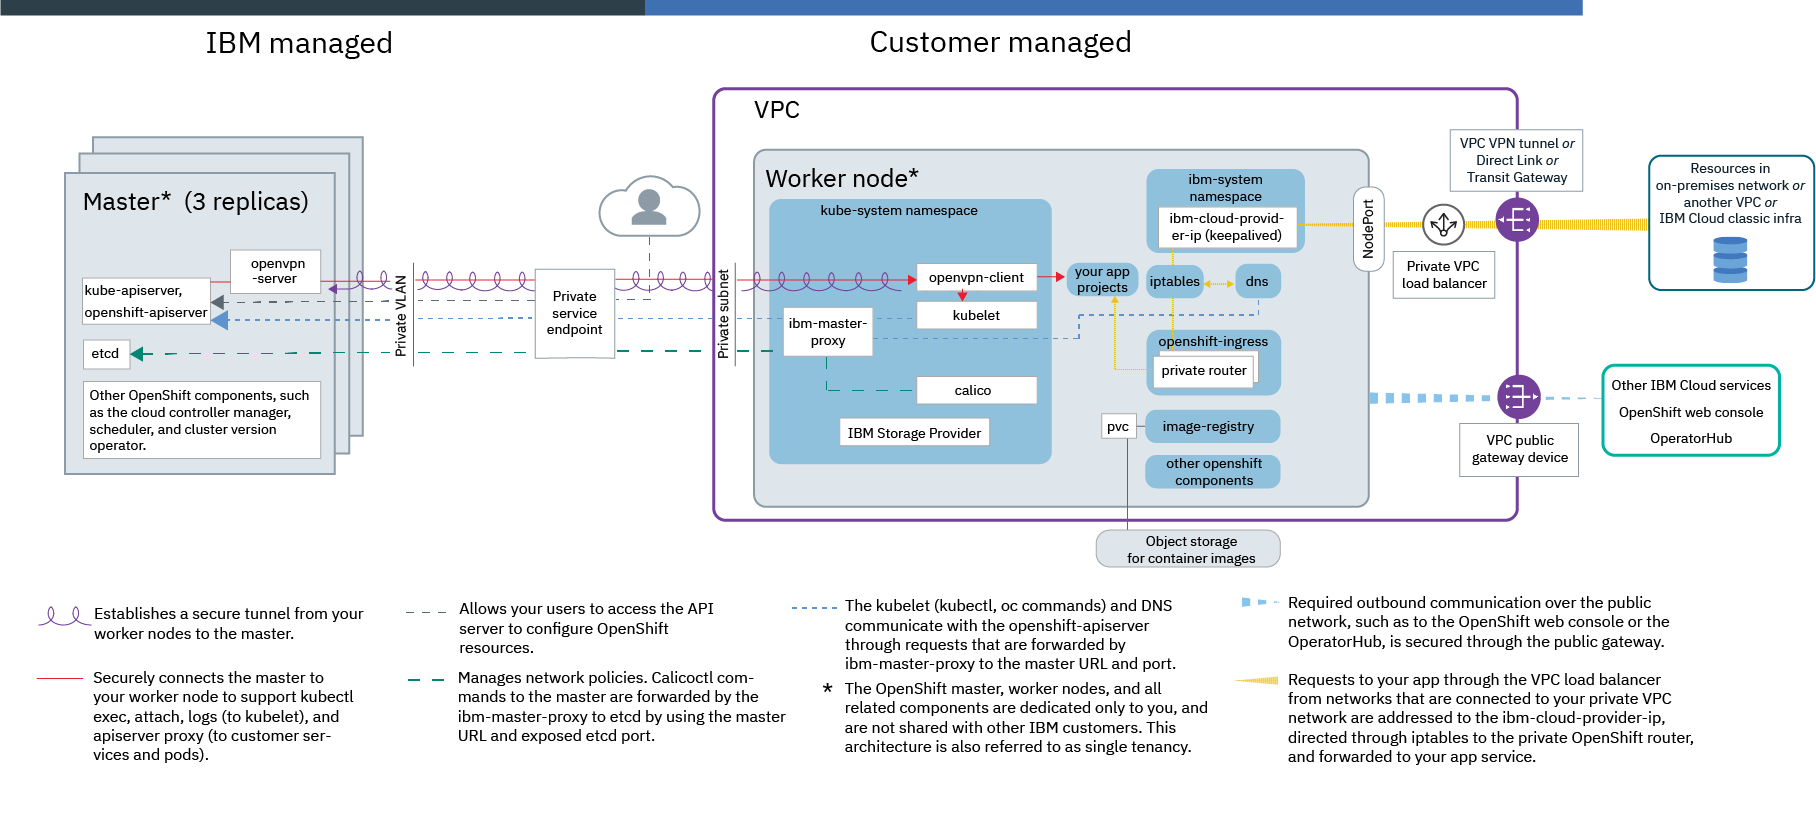 IBM managed
Customer managed
VPC
Master* (3 replicas)
openvpn
-server
kube-apiserver,
openshift-apiserver
etcd
Other OpenShift components, such
as the cloud controller manager,
scheduler, and cluster version
operator.
Private VLAN
Private
service
endpoint
Private subnet
Worker node*
kube-system namespace
openvpn-client
kubelet
ibm-master-
proxy
calico
IBM Storage Provider
your app
projects
ibm-system
namespace
ibm-cloud-provid-
er-ip (keepalived)
iptables
dns
openshift-ingress
private router
pvc
image-registry
other openshift
components
Object storage
for container images
NodePort
Private VPC
load balancer
VPC VPN tunnel or
Direct Link or
Transit Gateway
Resources in
on-premises network or
another VPC or
IBM Cloud classic infra
VPC public
gateway device
Other IBM Cloud services
OpenShift web console
OperatorHub
Establishes a secure tunnel from your
worker nodes to the master.
Securely connects the master to
your worker node to support kubectl
exec, attach, logs (to kubelet), and
apiserver proxy (to customer ser-
vices and pods).
Allows your users to access the API
server to configure OpenShift
resources.
Manages network policies. Calicoctl com-
mands to the master are forwarded by the
ibm-master-proxy to etcd by using the master
URL and exposed etcd port.
The kubelet (kubectl, oc commands) and DNS
communicate with the openshift-apiserver
through requests that are forwarded by
ibm-master-proxy to the master URL and port.
* The OpenShift master, worker nodes, and all
related components are dedicated only to you, and
are not shared with other IBM customers. This
architecture is also referred to as single tenancy.
Required outbound communication over the public
network, such as to the OpenShift web console or the
OperatorHub, is secured through the public gateway.
Requests to your app through the VPC load balancer
from networks that are connected to your private VPC
network are addressed to the ibm-cloud-provider-ip,
directed through iptables to the private OpenShift router,
and forwarded to your app service.